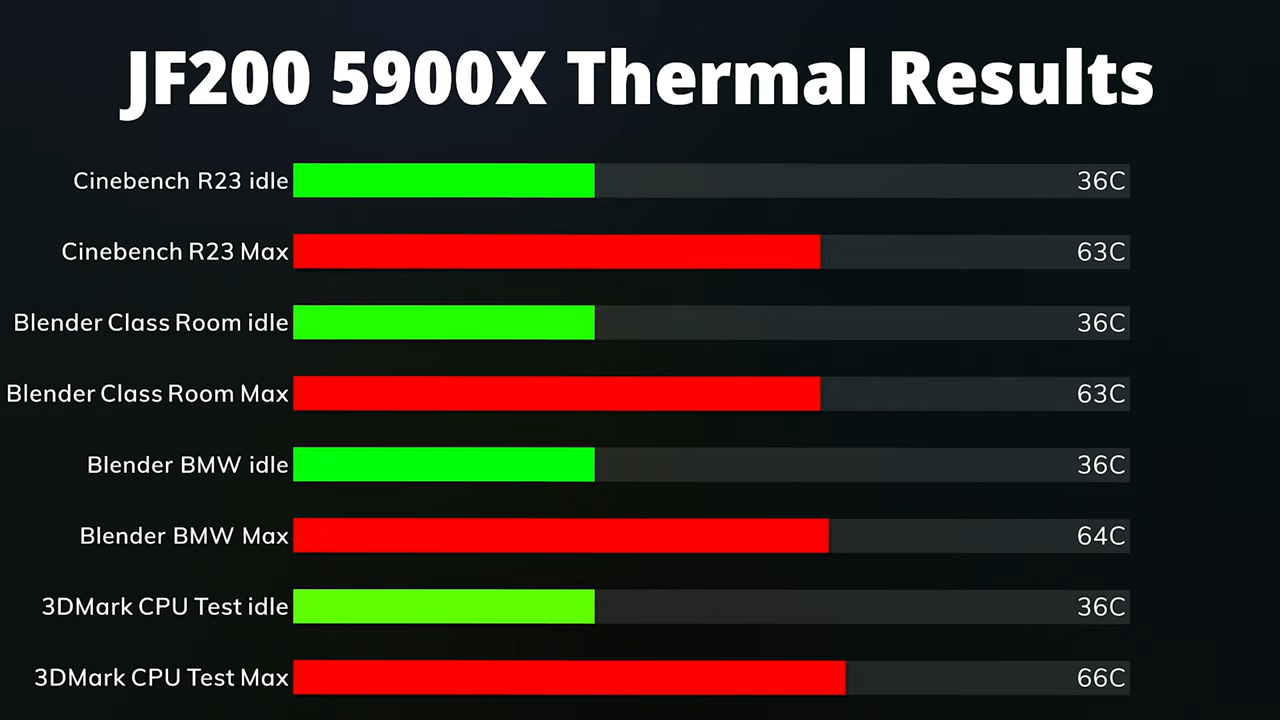 JF200 5900X Thermal Results
Cinebench R23 idle 36C
Cinebench R23 Max 63C
Blender Class Room idle 36C
Blender Class Room Max 63C
Blender BMW idle 36C
Blender BMW Max 64C
3DMark CPU Test idle 36C
3DMark CPU Test Max 66C